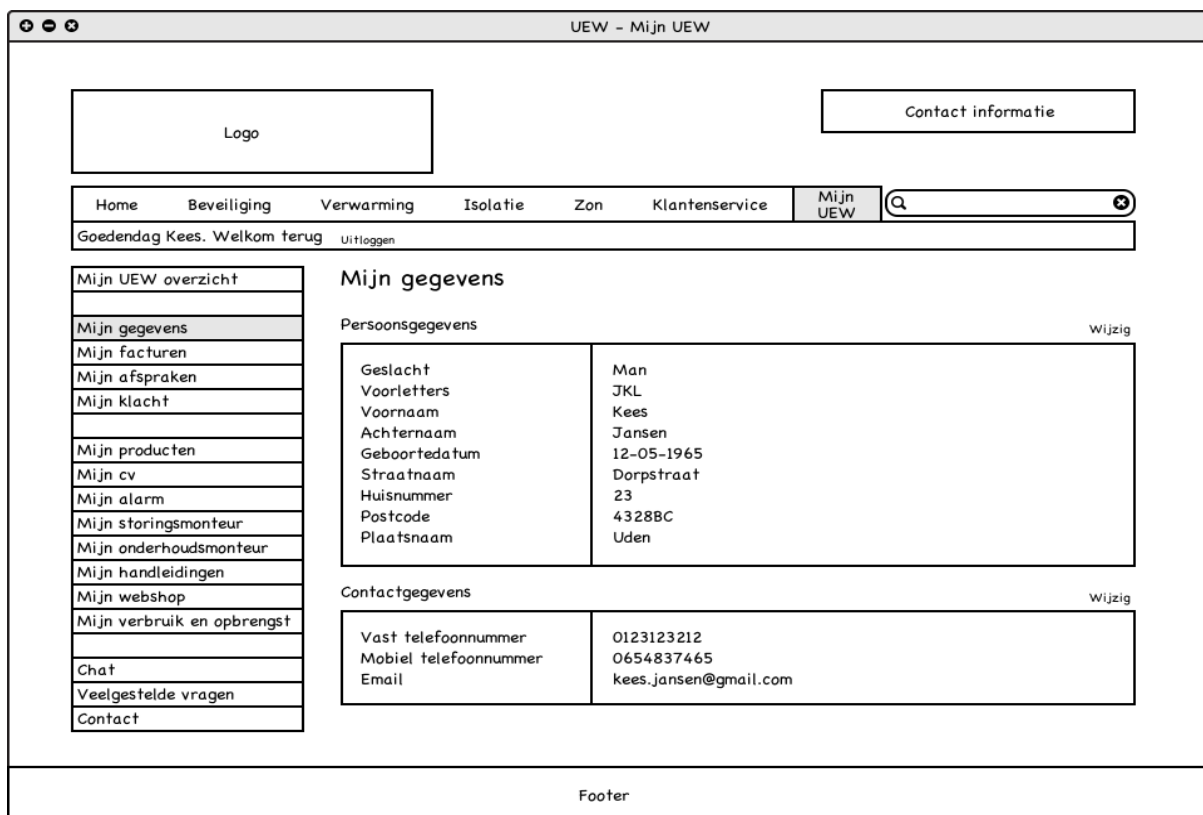 UEW - Mijn UEW
Logo
Contact informatie
Home Beveiliging Verwarming Isolatie Zon Klantenservice Mijn UEW
Goedendag Kees. Welkom terug Uitloggen
Mijn UEW overzicht
Mijn gegevens
Mijn facturen
Mijn afspraken
Mijn klacht
Mijn producten
Mijn cv
Mijn alarm
Mijn storingsmonteur
Mijn onderhoudsmonteur
Mijn handleidingen
Mijn webshop
Mijn verbruik en opbrengst
Chat
Veelgestelde vragen
Contact
Mijn gegevens
Persoonsgegevens Wijzig
Geslacht Man
Voorletters JKL
Voornaam Kees
Achternaam Jansen
Geboortedatum 12-05-1965
Straatnaam Dorpstraat
Huisnummer 23
Postcode 4328BC
Plaatsnaam Uden
Contactgegevens Wijzig
Vast telefoonnummer 0123123212
Mobiel telefoonnummer 0654837465
Email kees.jansen@gmail.com
Footer